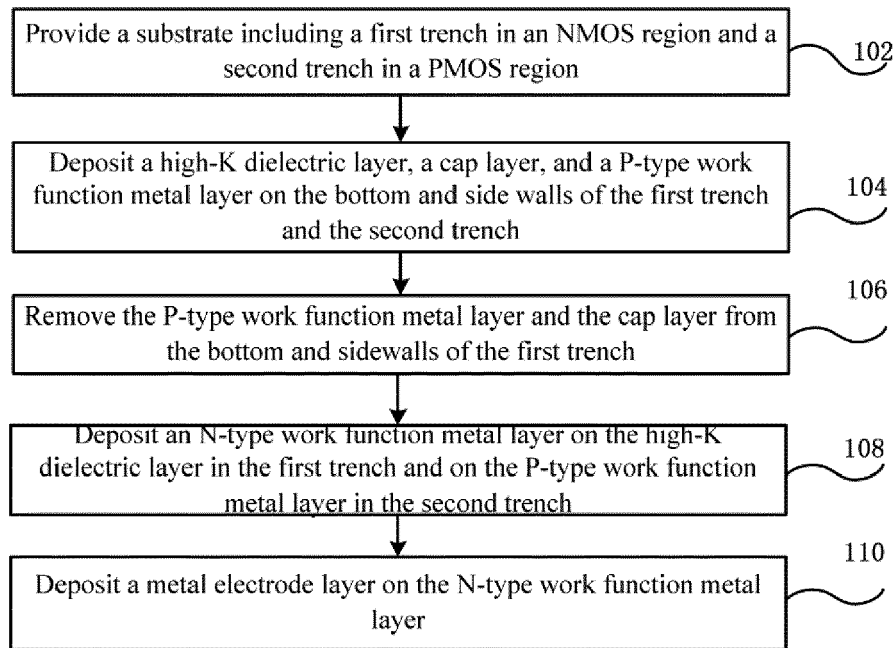 Provide a substrate including a first trench in an NMOS region and a
second trench in a PMOS region
102
Deposit a high-K dielectric layer, a cap layer, and a P-type work
function metal layer on the bottom and side walls of the first trench
and the second trench
104
Remove the P-type work function metal layer and the cap layer from
the bottom and sidewalls of the first trench
106
Deposit an N-type work function metal layer on the high-K
dielectric layer in the first trench and on the P-type work function
metal layer in the second trench
108
Deposit a metal electrode layer on the N-type work function metal
layer
110